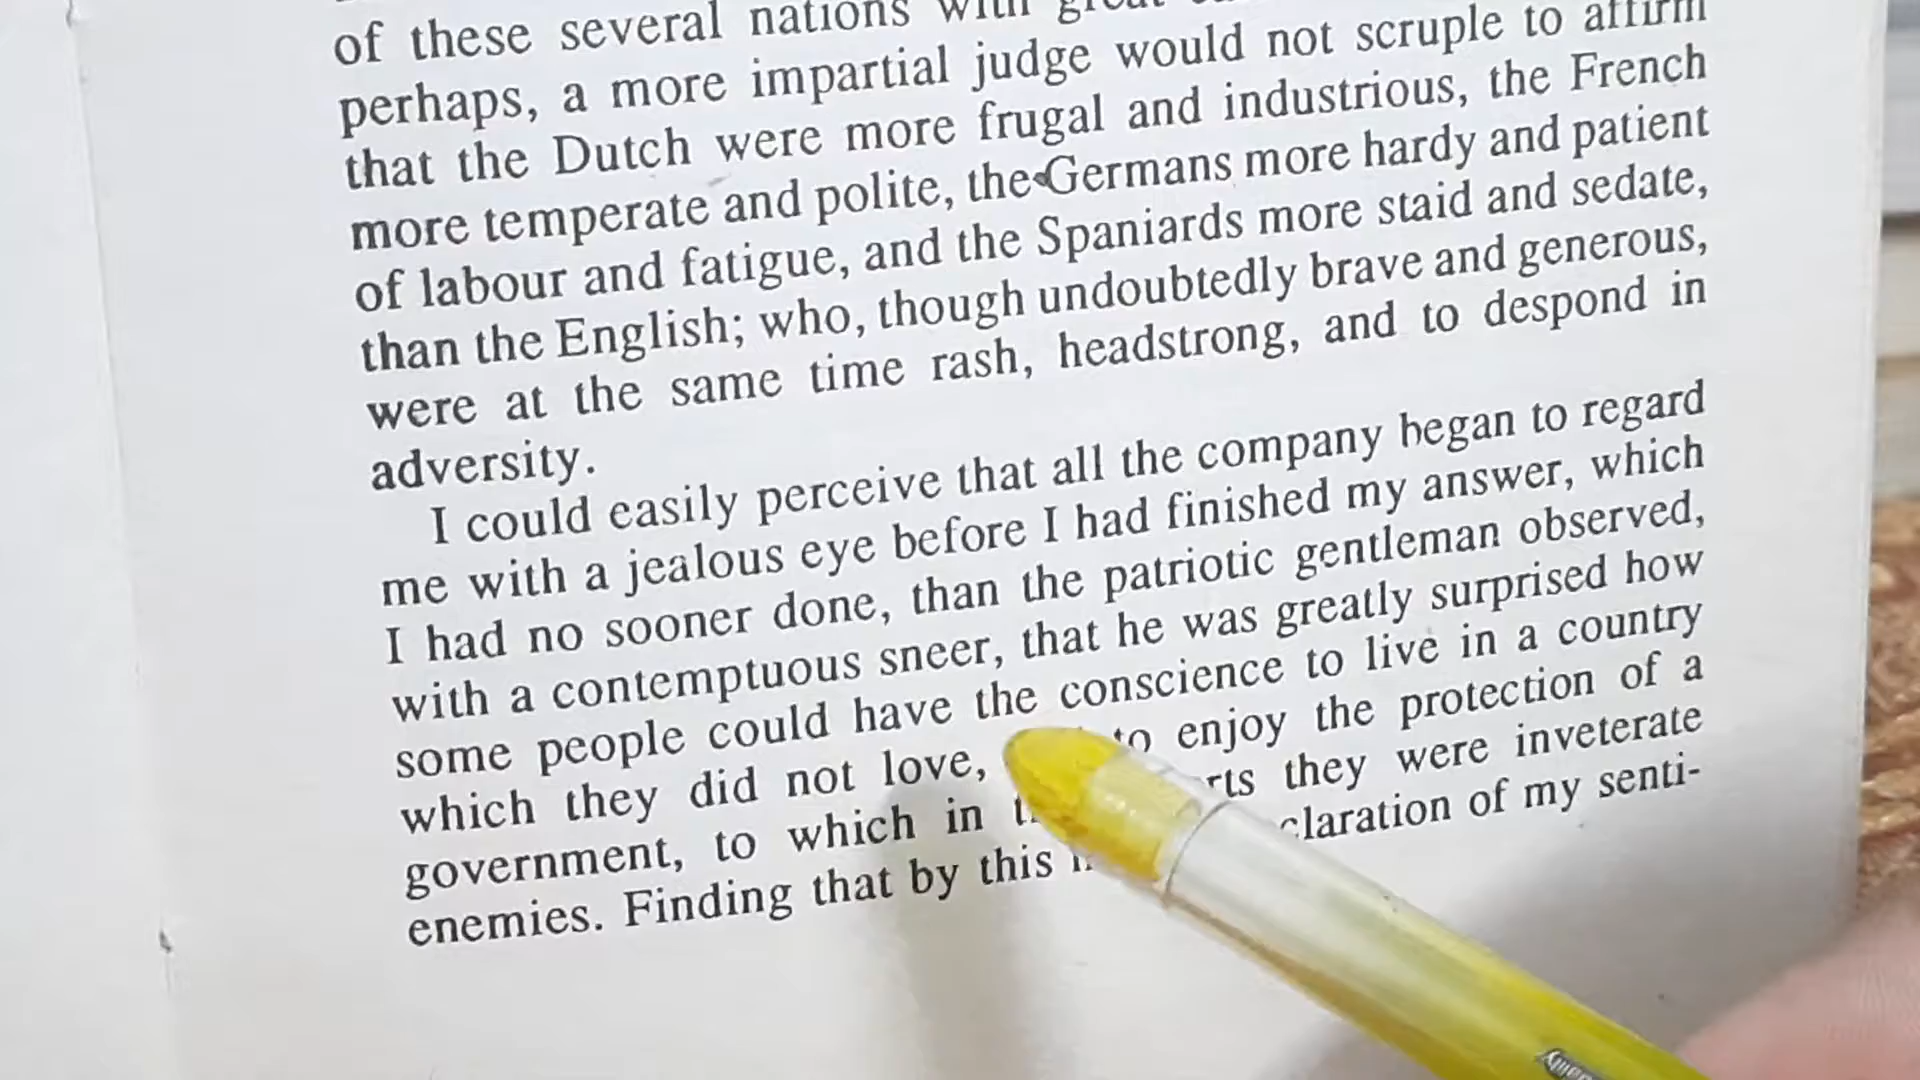 of these several nations with great
perhaps, a more impartial judge would not scruple to affirm
that the Dutch were more frugal and industrious, the French
more temperate and polite, the Germans more hardy and patient
of labour and fatigue, and the Spaniards more staid and sedate,
than the English; who, though undoubtedly brave and generous,
were at the same time rash, headstrong, and to despond in
adversity.
I could easily perceive that all the company began to regard
me with a jealous eye before I had finished my answer, which
I had no sooner done, than the patriotic gentleman observed,
with a contemptuous sneer, that he was greatly surprised how
some people could have the conscience to live in a country
which they did not love, to enjoy the protection of a
government, to which in they were inveterate
enemies. Finding that by this of my senti-